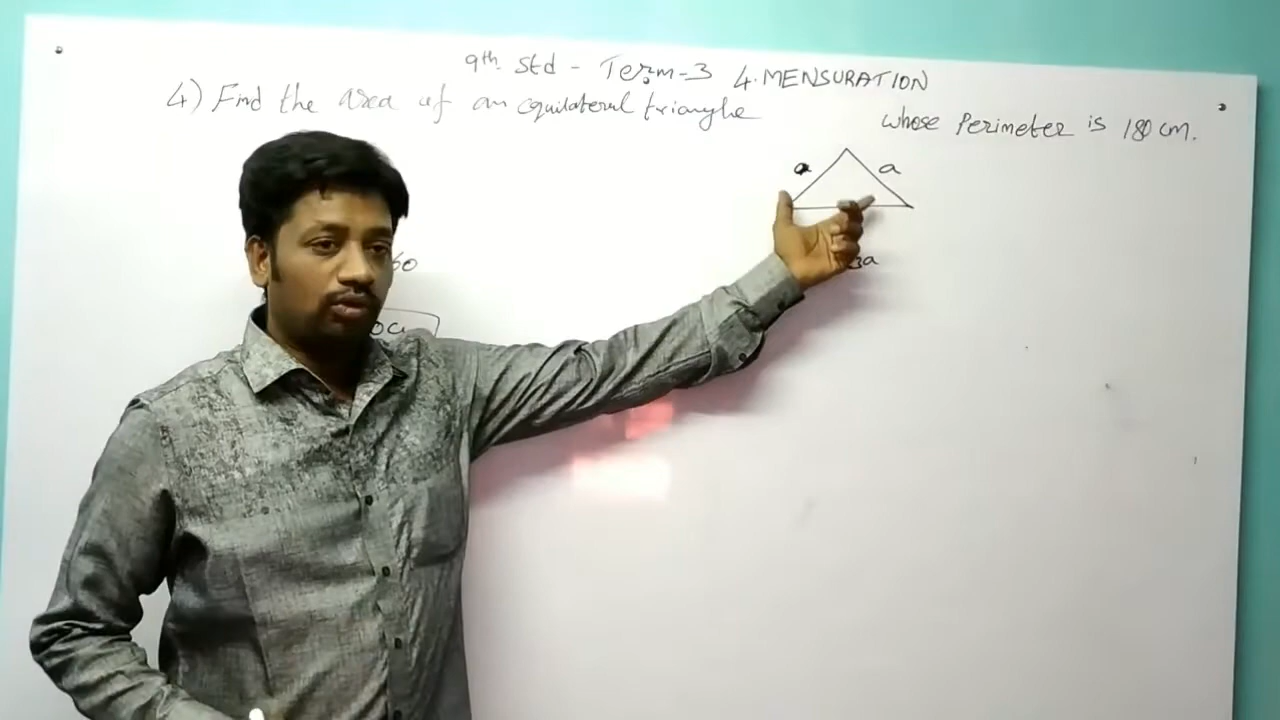 9th Std - Term-3 4. MENSURATION
4) Find the area of an equilateral triangle whose Perimeter is 180 cm.
a a
60
3a